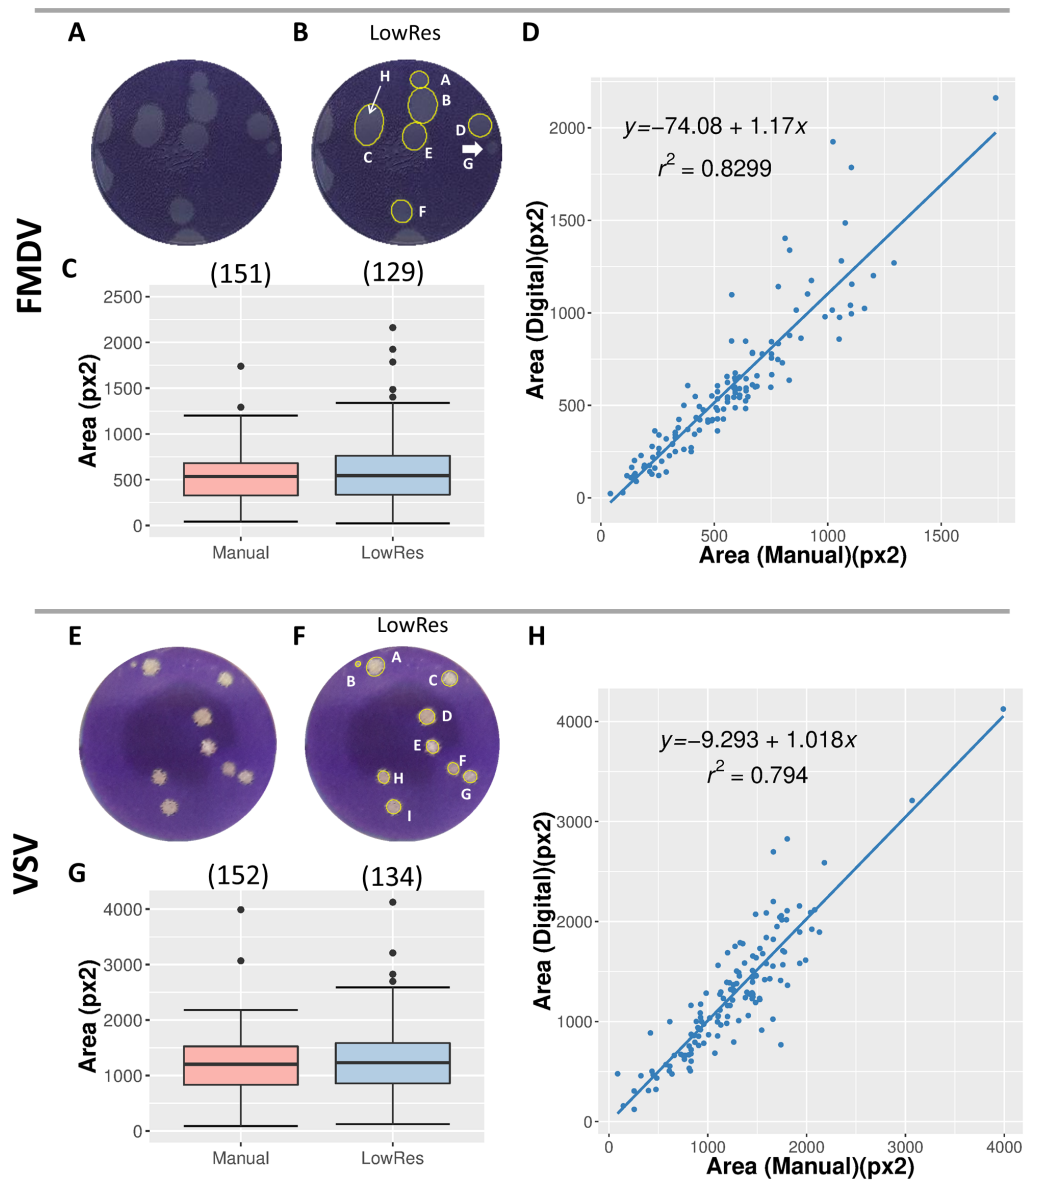 A
B
LowRes
D
H
A
B
D
C
E
G
F
FMDV
C
(151)
(129)
Area (px2)
2500
2000
1500
1000
500
0
Manual
LowRes
y=−74.08 + 1.17x
r² = 0.8299
Area (Digital)(px2)
2000
1500
1000
500
0
0
500
1000
1500
Area (Manual)(px2)
E
F
LowRes
H
A
B
C
D
E
F
G
H
I
VSV
G
(152)
(134)
Area (px2)
4000
3000
2000
1000
0
Manual
LowRes
y=−9.293 + 1.018x
r² = 0.794
Area (Digital)(px2)
4000
3000
2000
1000
0
0
1000
2000
3000
4000
Area (Manual)(px2)